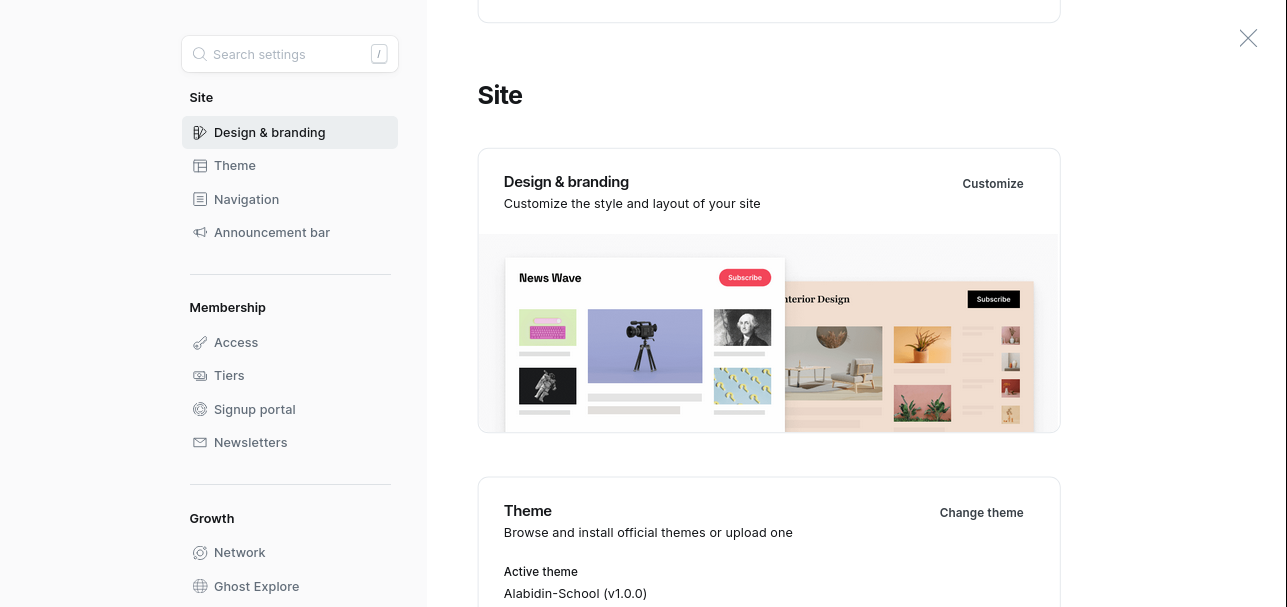 Search settings /
Site
Design & branding
Theme
Navigation
Announcement bar
Membership
Access
Tiers
Signup portal
Newsletters
Growth
Network
Ghost Explore
Site
Design & branding
Customize
Customize the style and layout of your site
News Wave
Subscribe
nterior Design
Subscribe
Theme
Change theme
Browse and install official themes or upload one
Active theme
Alabidin-School (v1.0.0)